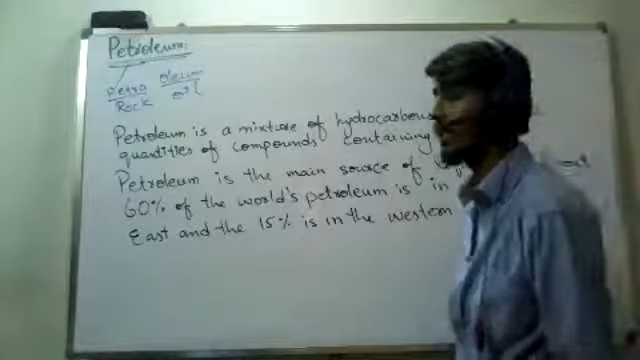 Petroleum:
petra oleum
Rock oil
Petroleum is a mixture of hydrocarbons
quantities of compounds containing
Petroleum is the main source of
60% of the world's petroleum is in
East and the 15% is in the western